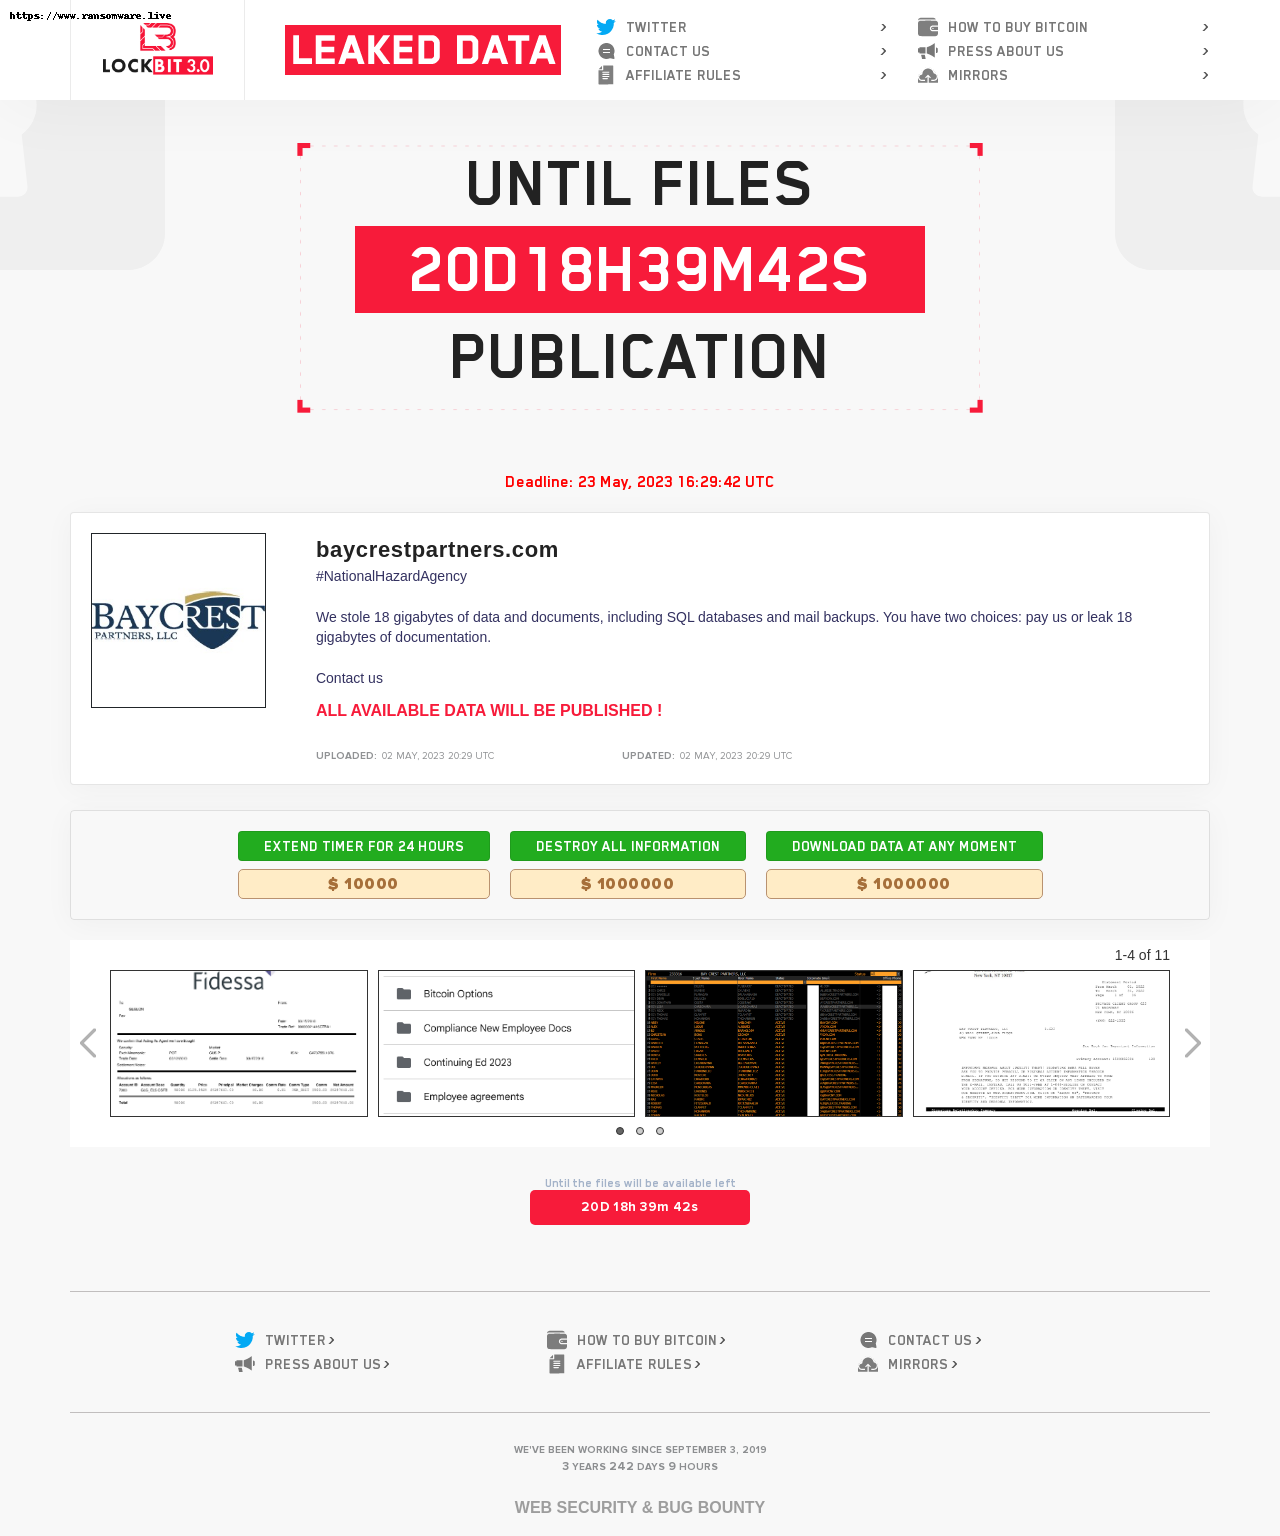 https://www.ransomware.live
LOCKBIT 3.0
LEAKED DATA
TWITTER >
CONTACT US >
AFFILIATE RULES >
HOW TO BUY BITCOIN >
PRESS ABOUT US >
MIRRORS >
UNTIL FILES
20D18H39M42S
PUBLICATION
Deadline: 23 May, 2023 16:29:42 UTC
BAYCREST
PARTNERS, LLC
baycrestpartners.com
#NationalHazardAgency
We stole 18 gigabytes of data and documents, including SQL databases and mail backups. You have two choices: pay us or leak 18
gigabytes of documentation.
Contact us
ALL AVAILABLE DATA WILL BE PUBLISHED !
UPLOADED: 02 MAY, 2023 20:29 UTC
UPDATED: 02 MAY, 2023 20:29 UTC
EXTEND TIMER FOR 24 HOURS
$ 10000
DESTROY ALL INFORMATION
$ 1000000
DOWNLOAD DATA AT ANY MOMENT
$ 1000000
1-4 of 11
Fidessa
Bitcoin Options
Compliance New Employee Docs
Continuing Ed 2023
Employee agreements
Until the files will be available left
20D 18h 39m 42s
TWITTER >
HOW TO BUY BITCOIN >
CONTACT US >
PRESS ABOUT US >
AFFILIATE RULES >
MIRRORS >
WE'VE BEEN WORKING SINCE SEPTEMBER 3, 2019
3 YEARS 242 DAYS 9 HOURS
WEB SECURITY & BUG BOUNTY